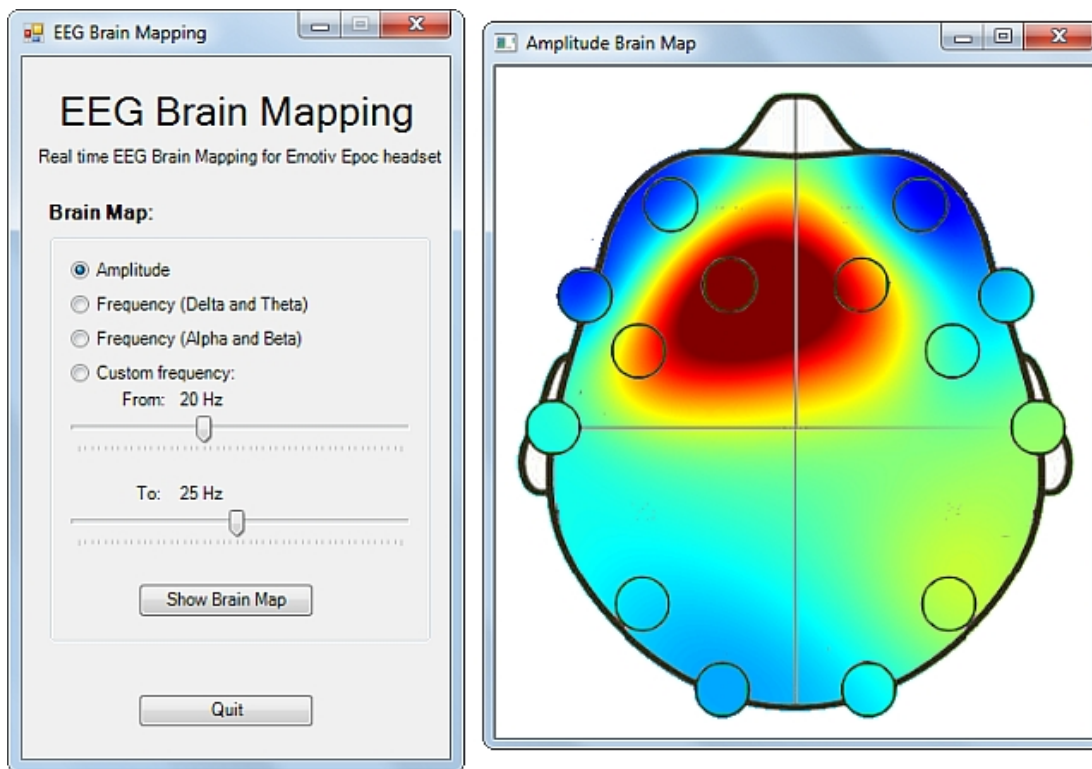 EEG Brain Mapping
EEG Brain Mapping
Real time EEG Brain Mapping for Emotiv Epoc headset
Brain Map:
Amplitude
Frequency (Delta and Theta)
Frequency (Alpha and Beta)
Custom frequency:
From: 20 Hz
To: 25 Hz
Show Brain Map
Quit
Amplitude Brain Map